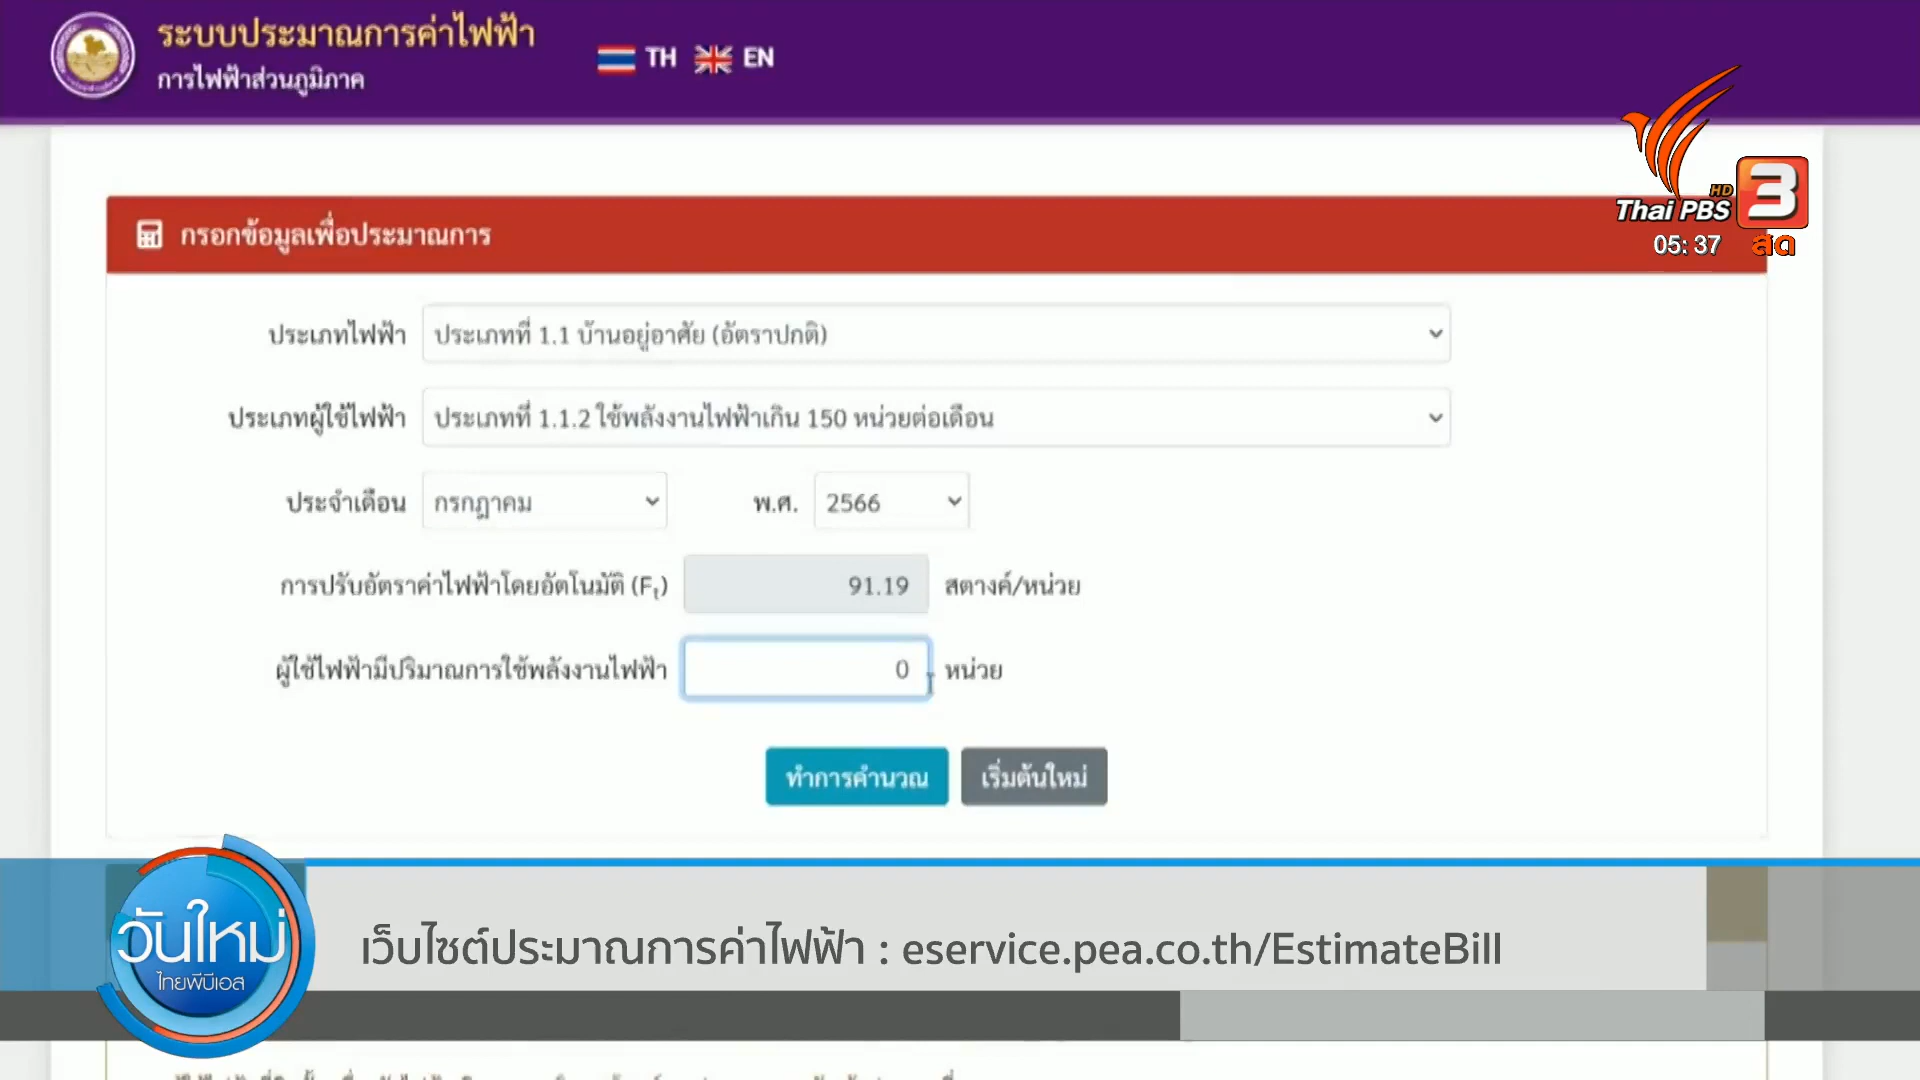 ระบบประมาณการค่าไฟฟ้า
การไฟฟ้าส่วนภูมิภาค
TH EN
HD
Thai PBS 3
05: 37 สด
กรอกข้อมูลเพื่อประมาณการ
ประเภทไฟฟ้า ประเภทที่ 1.1 บ้านอยู่อาศัย (อัตราปกติ)
ประเภทผู้ใช้ไฟฟ้า ประเภทที่ 1.1.2 ใช้พลังงานไฟฟ้าเกิน 150 หน่วยต่อเดือน
ประจำเดือน กรกฎาคม พ.ศ. 2566
การปรับอัตราค่าไฟฟ้าโดยอัตโนมัติ (Ft) 91.19 สตางค์/หน่วย
ผู้ใช้ไฟฟ้ามีปริมาณการใช้พลังงานไฟฟ้า 0 หน่วย
ทำการคำนวณ เริ่มต้นใหม่
วันใหม่
ไทยพีบีเอส
เว็บไซต์ประมาณการค่าไฟฟ้า : eservice.pea.co.th/EstimateBill